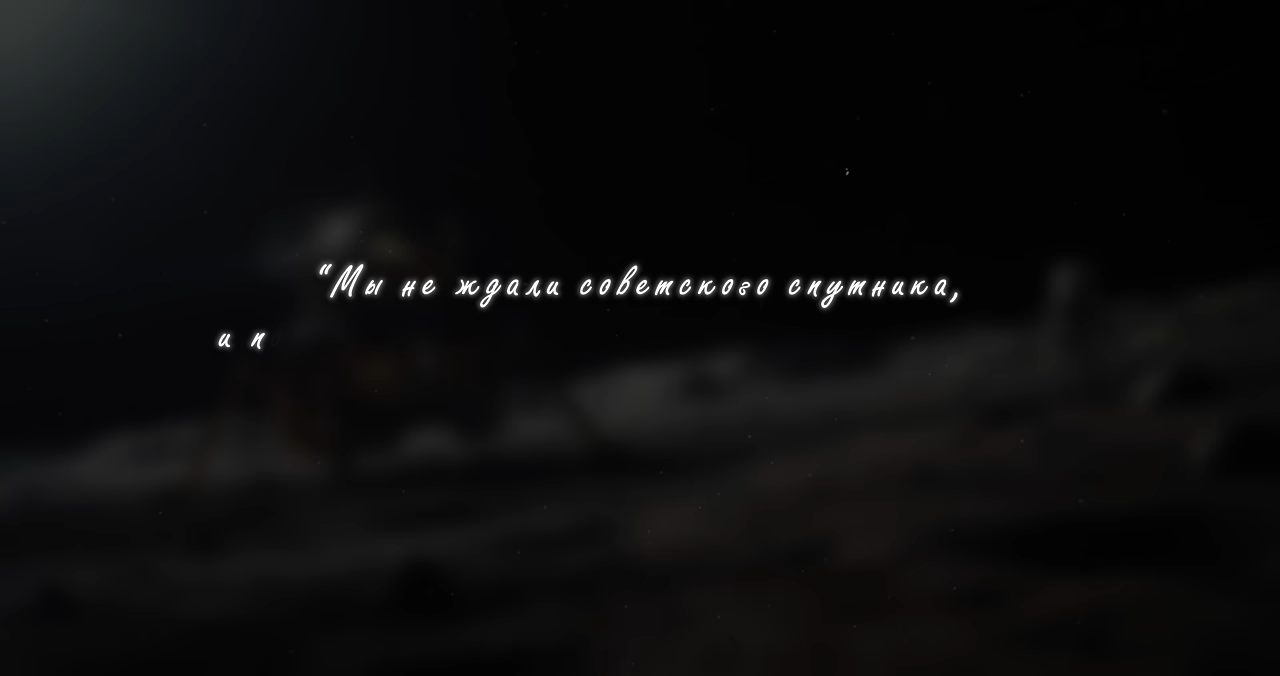 “Мы не ждали советского спутника,
и п